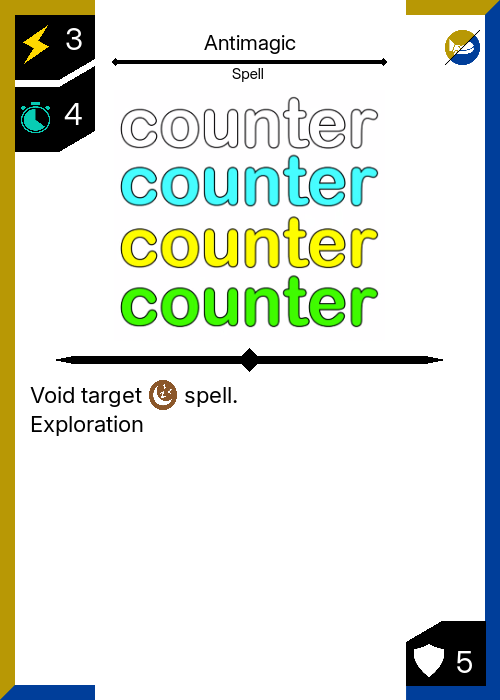 3
Antimagic
Spell
4
counter
counter
counter
counter
Void target spell.
Exploration
5